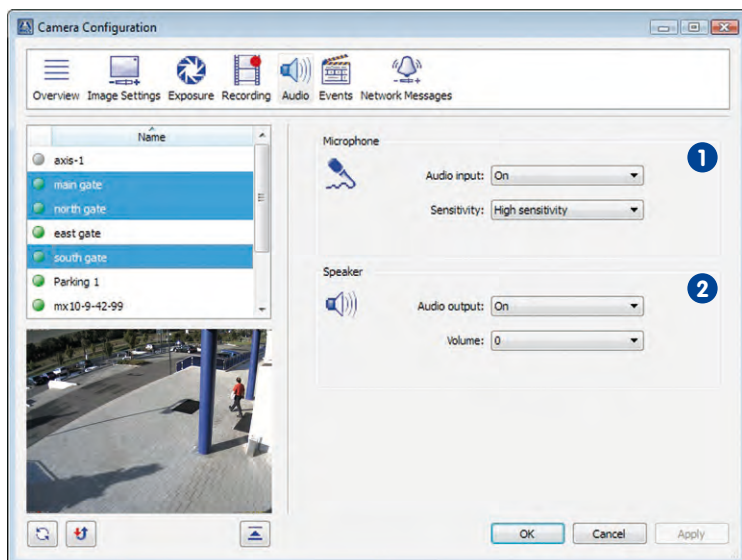 Camera Configuration
Overview Image Settings Exposure Recording Audio Events Network Messages
Name
axis-1
main gate
north gate
east gate
south gate
Parking 1
mx10-9-42-99
Microphone
1
Audio input: On
Sensitivity: High sensitivity
Speaker
2
Audio output: On
Volume: 0
OK Cancel Apply